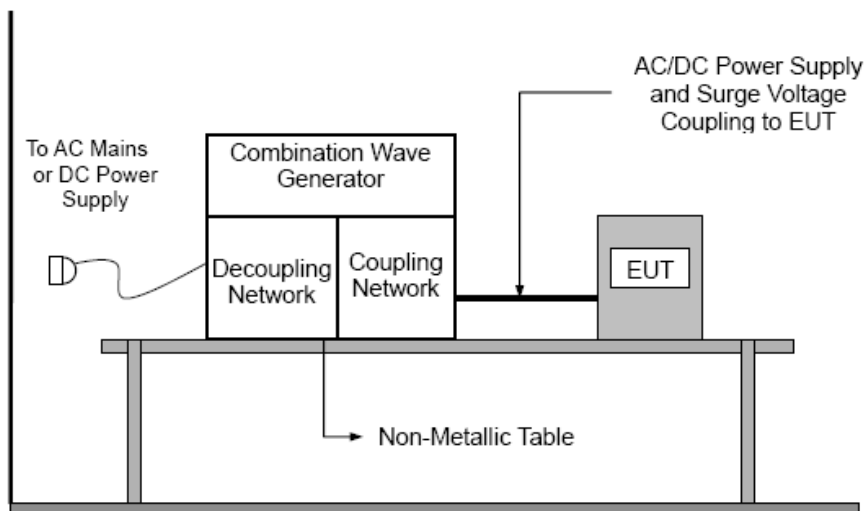 AC/DC Power Supply
and Surge Voltage
Coupling to EUT
To AC Mains
or DC Power
Supply
Combination Wave
Generator
Decoupling
Network
Coupling
Network
EUT
Non-Metallic Table